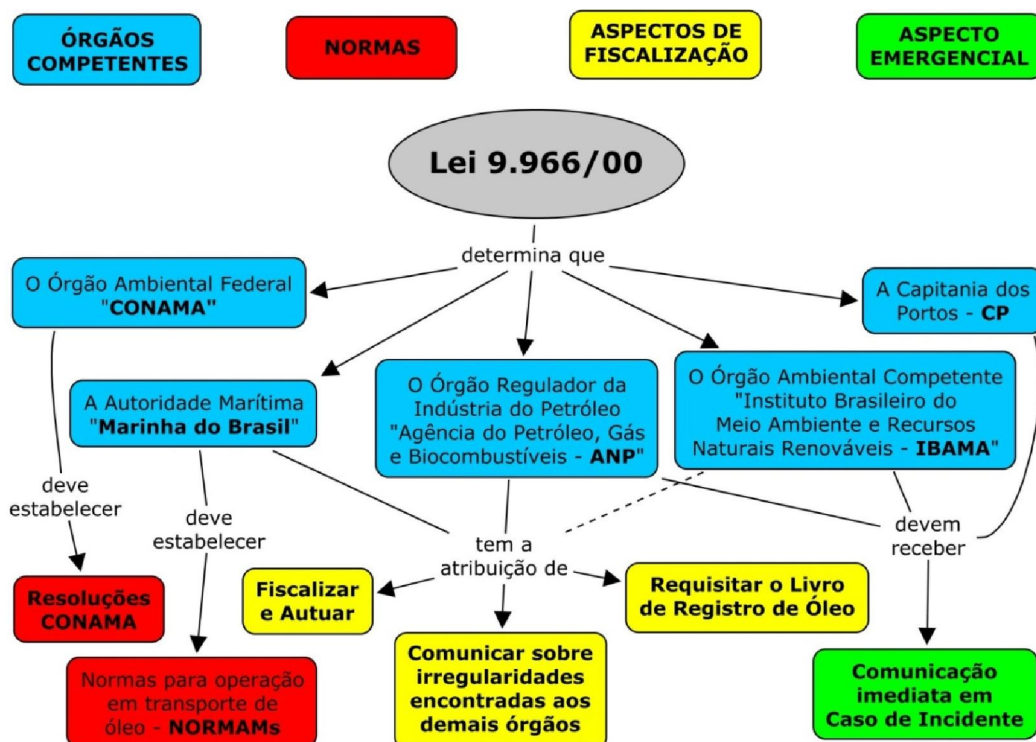 ÓRGÃOS
COMPETENTES
NORMAS
ASPECTOS DE
FISCALIZAÇÃO
ASPECTO
EMERGENCIAL
Lei 9.966/00
determina que
O Órgão Ambiental Federal
"CONAMA"
A Capitania dos
Portos - CP
A Autoridade Marítima
"Marinha do Brasil"
O Órgão Regulador da
Indústria do Petróleo
"Agência do Petróleo, Gás
e Biocombustíveis - ANP"
O Órgão Ambiental Competente
"Instituto Brasileiro do
Meio Ambiente e Recursos
Naturais Renováveis - IBAMA"
deve
estabelecer
deve
estabelecer
tem a
atribuição de
devem
receber
Resoluções
CONAMA
Fiscalizar
e Autuar
Requisitar o Livro
de Registro de Óleo
Normas para operação
em transporte de
óleo - NORMAMs
Comunicar sobre
irregularidades
encontradas aos
demais órgãos
Comunicação
imediata em
Caso de Incidente